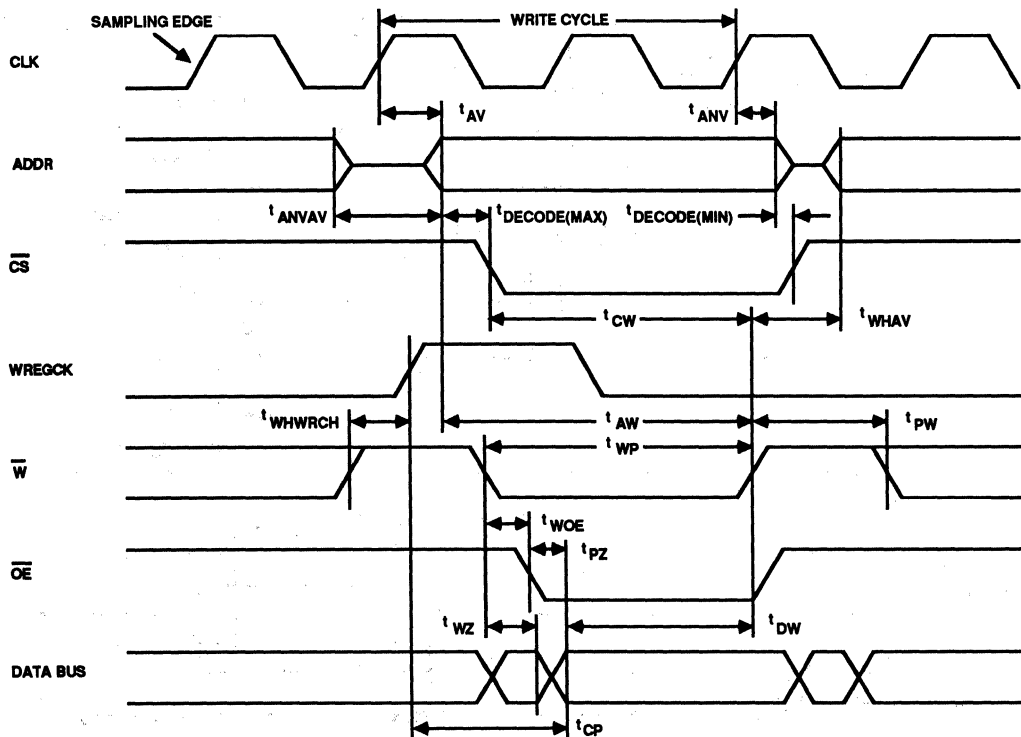 SAMPLING EDGE
WRITE CYCLE
CLK
tAV
tANV
ADDR
tANVAV
tDECODE(MAX)
tDECODE(MIN)
CS
tCW
tWHAV
WREGCK
tWHWRCH
tAW
tPW
tWP
W
tWOE
tPZ
OE
tWZ
tDW
DATA BUS
tCP